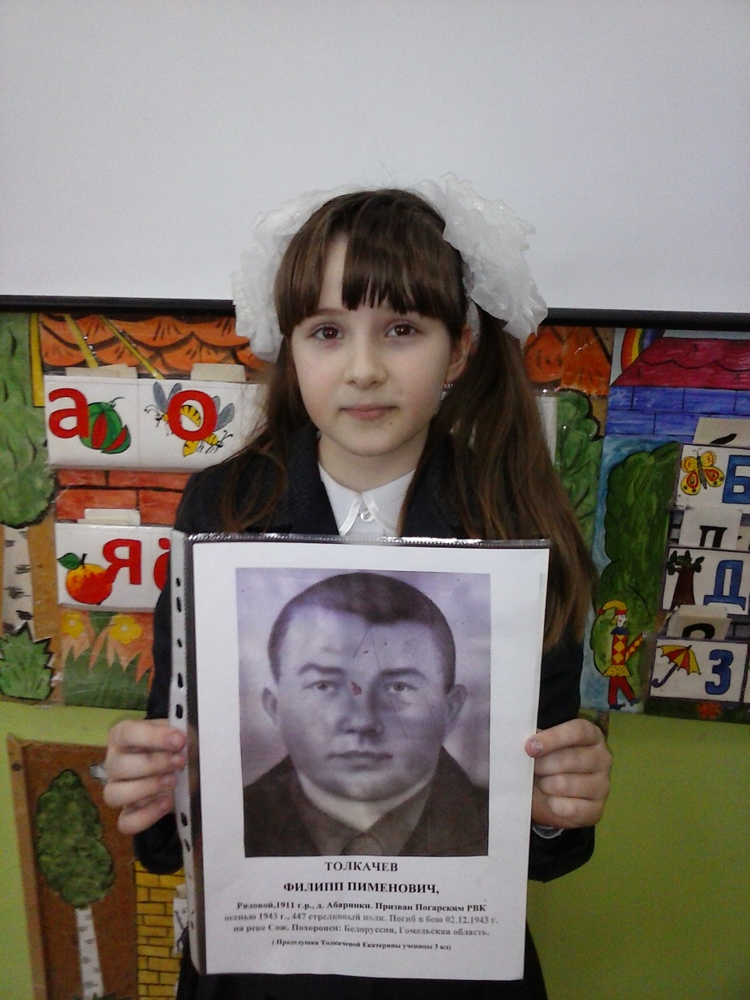 а о
Я
Б
П
Д
З
ТОЛКАЧЕВ
ФИЛИПП ПИМЕНОВИЧ,
Рядовой,1911 г.р., д. Абаринки. Призван Погарским РВК
осенью 1943 г., 447 стрелковый полк. Погиб в бою 02.12.1943 г.
на реке Сож. Похоронен: Белоруссии, Гомельская область.
( Прадедушка Толкачевой Екатерины ученицы 3 кл)